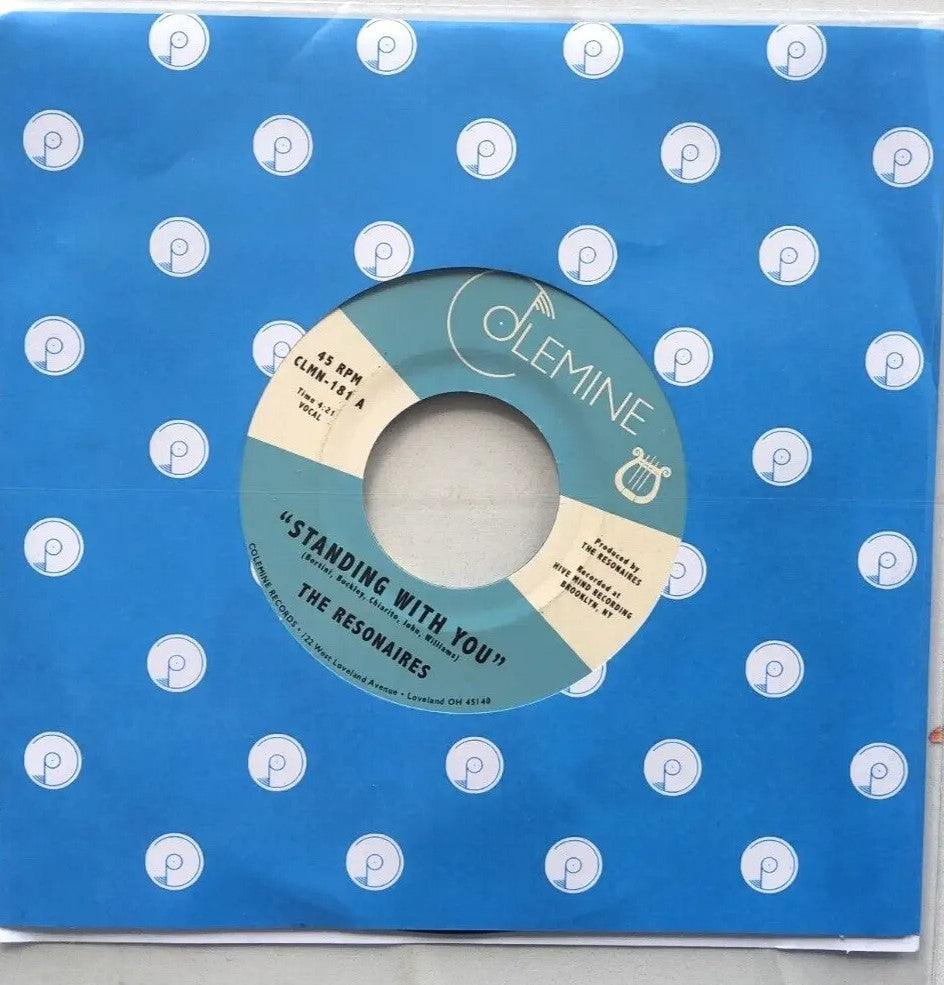 COLEMINE
45 RPM
CLMN-181 A
Time 4:21
VOCAL
Produced by
THE RESONAIRES
Recorded at
HIVE MIND RECORDING
BROOKLYN, NY
"STANDING WITH YOU"
(Bertini, Buckley, Chiarito, John, Williams)
THE RESONAIRES
COLEMINE RECORDS • 122 West Loveland Avenue • Loveland OH 45140